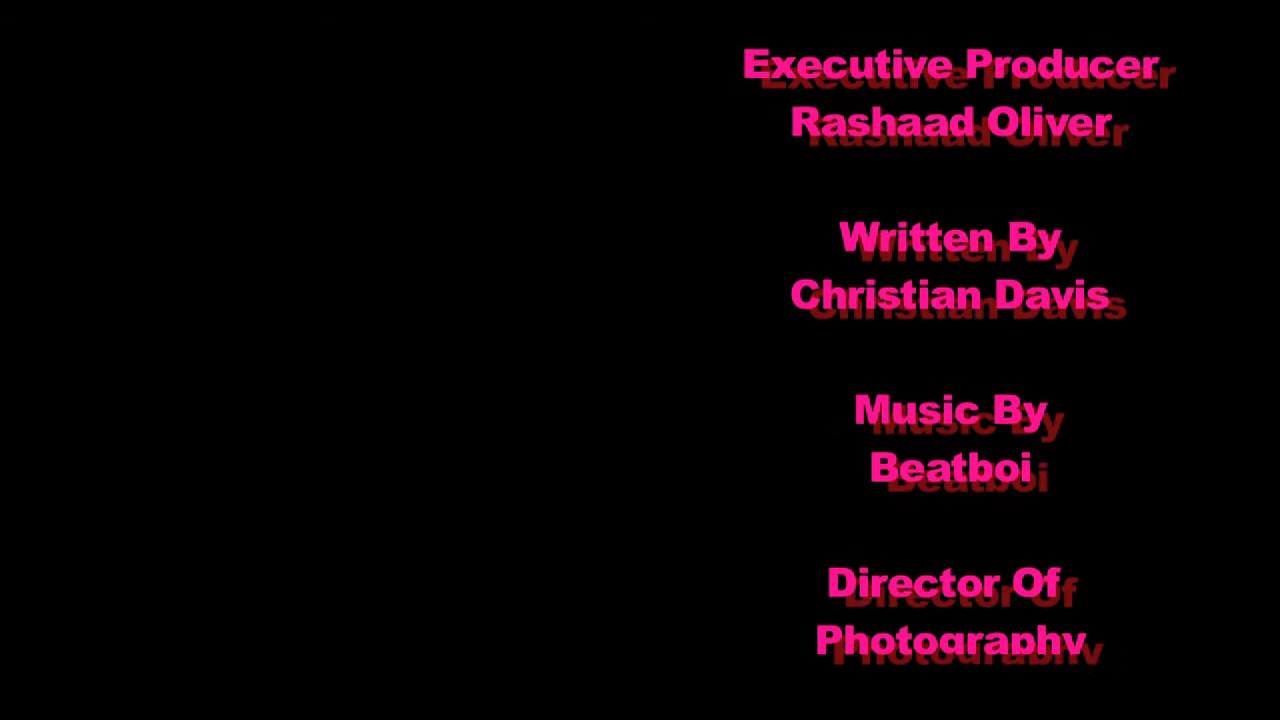 Executive Producer
Rashaad Oliver
Written By
Christian Davis
Music By
Beatboi
Director Of
Photography